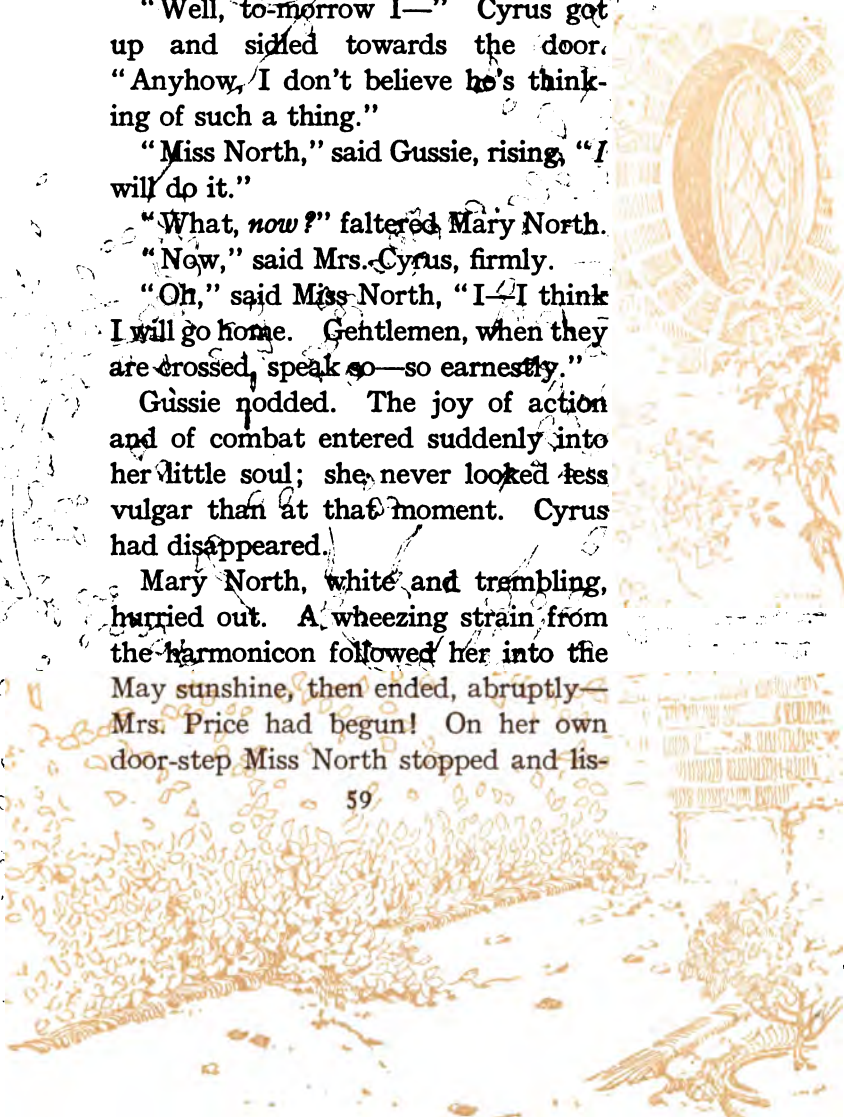 "Well, to-morrow I—" Cyrus got
up and sidled towards the door.
"Anyhow, I don't believe he's think-
ing of such a thing."
"Miss North," said Gussie, rising, "I
will do it."
"What, now?" faltered Mary North.
"Now," said Mrs. Cyrus, firmly.
"Oh," said Miss North, "I—I think
I will go home. Gentlemen, when they
are crossed, speak so—so earnestly."
Gussie nodded. The joy of action
and of combat entered suddenly into
her little soul; she never looked less
vulgar than at that moment. Cyrus
had disappeared.
Mary North, white and trembling,
hurried out. A wheezing strain from
the harmonicon followed her into the
May sunshine, then ended, abruptly—
Mrs. Price had begun! On her own
door-step Miss North stopped and lis-
59